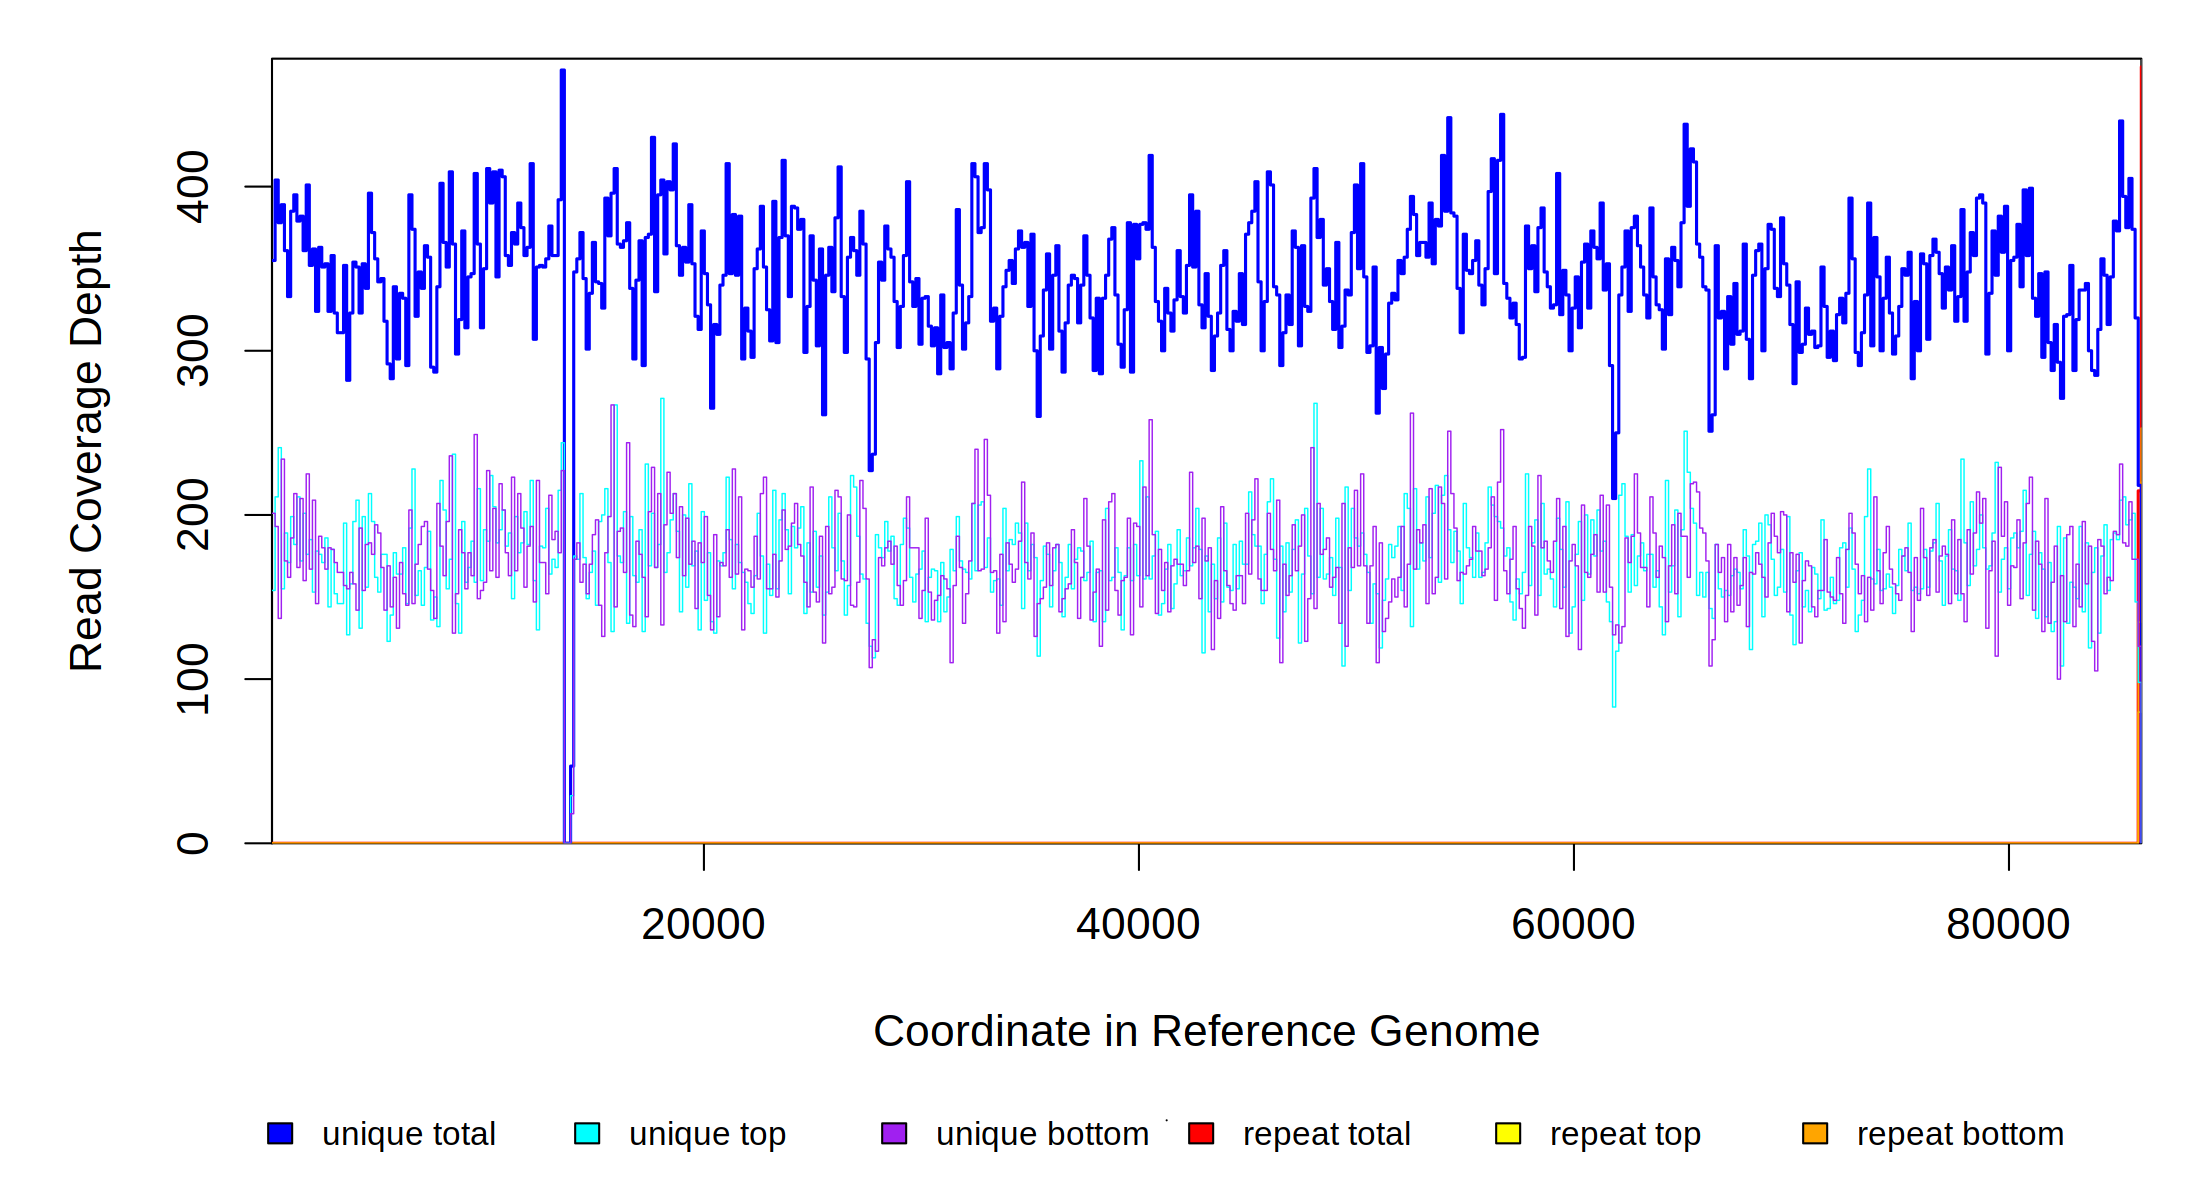 Read Coverage Depth
400
300
200
100
0
20000 40000 60000 80000
Coordinate in Reference Genome
unique total unique top unique bottom repeat total repeat top repeat bottom